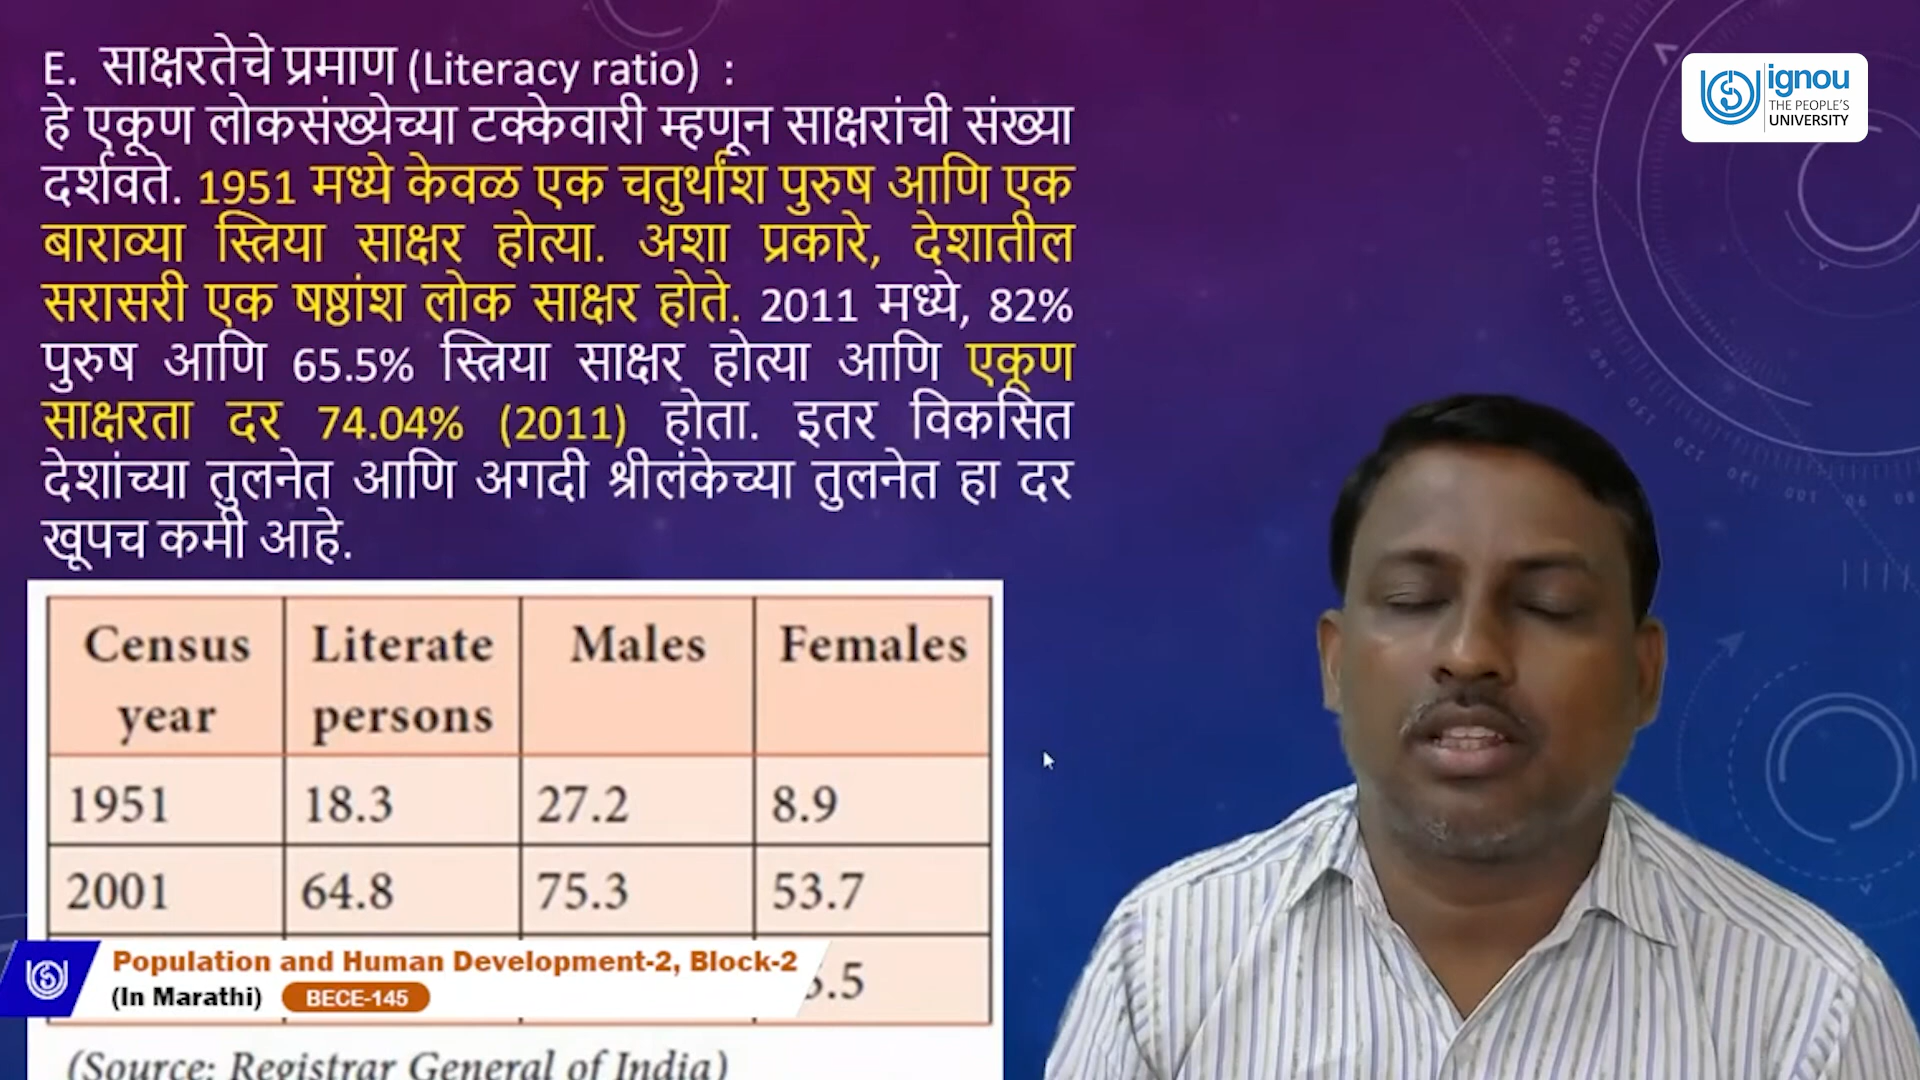 E. साक्षरतेचे प्रमाण (Literacy ratio) :
हे एकूण लोकसंख्येच्या टक्केवारी म्हणून साक्षरांची संख्या
दर्शवते. 1951 मध्ये केवळ एक चतुर्थांश पुरुष आणि एक
बाराव्या स्त्रिया साक्षर होत्या. अशा प्रकारे, देशातील
सरासरी एक षष्ठांश लोक साक्षर होते. 2011 मध्ये, 82%
पुरुष आणि 65.5% स्त्रिया साक्षर होत्या आणि एकूण
साक्षरता दर 74.04% (2011) होता. इतर विकसित
देशांच्या तुलनेत आणि अगदी श्रीलंकेच्या तुलनेत हा दर
खूपच कमी आहे.
ignou
THE PEOPLE'S
UNIVERSITY
Census year Literate persons Males Females
1951 18.3 27.2 8.9
2001 64.8 75.3 53.7
Population and Human Development-2, Block-2
(In Marathi) BECE-145
(Source: Registrar General of India)